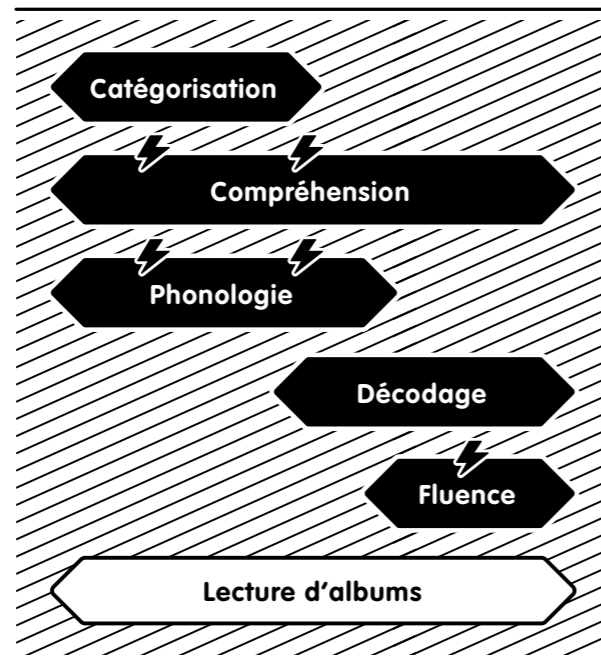 Catégorisation
Compréhension
Phonologie
Décodage
Fluence
Lecture d’albums